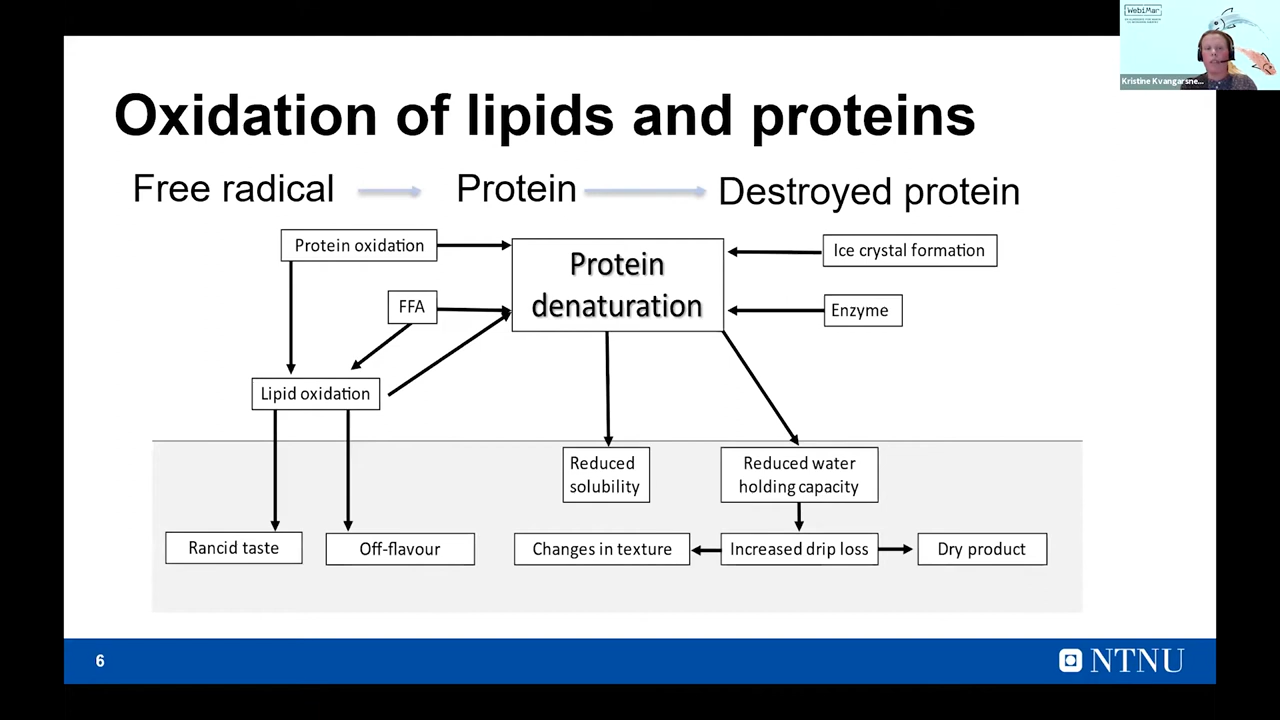 WebiMar
Kristine Kvangarsne...
Oxidation of lipids and proteins
Free radical
Protein
Destroyed protein
Protein oxidation
Protein
denaturation
Ice crystal formation
FFA
Enzyme
Lipid oxidation
Reduced
solubility
Reduced water
holding capacity
Rancid taste
Off-flavour
Changes in texture
Increased drip loss
Dry product
6
NTNU